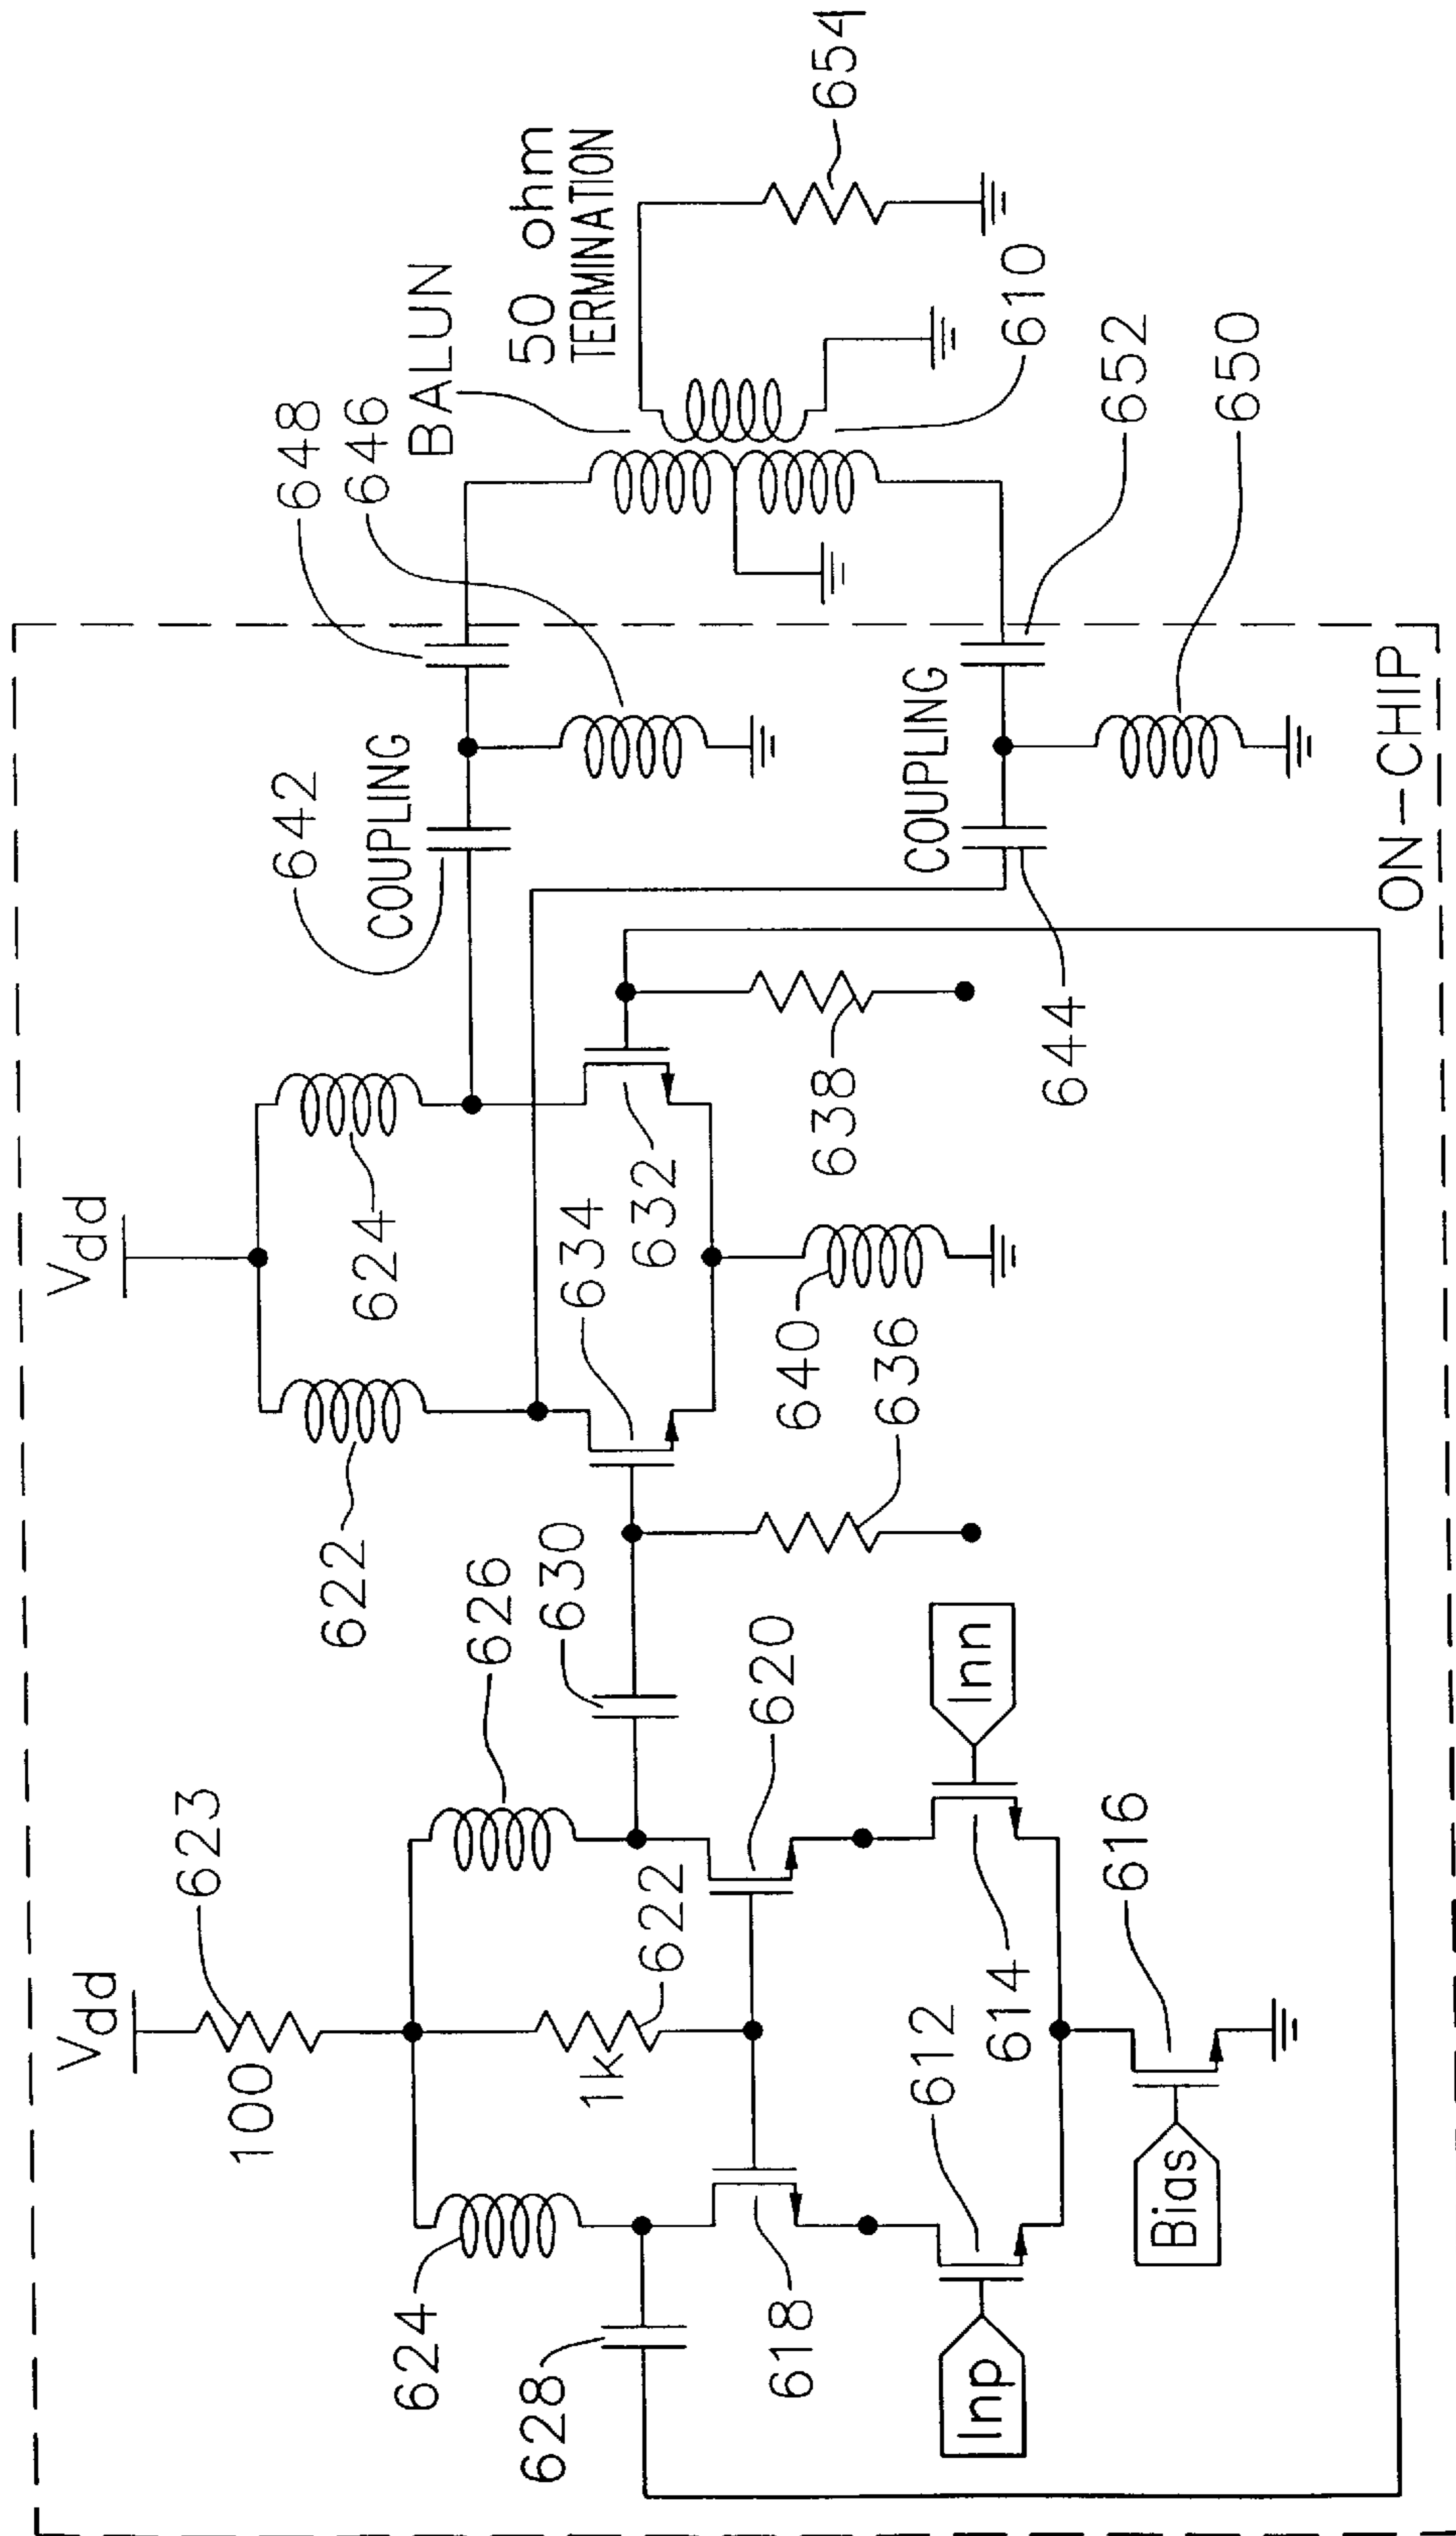 Vdd
Vdd
100
623
624
626
622
624
1k
622
628
630
618
620
634
632
612
614
640
636
638
Inp
Inn
Bias
616
642
COUPLING
648
646
BALUN
50 ohm
TERMINATION
654
610
COUPLING
644
652
650
ON-CHIP